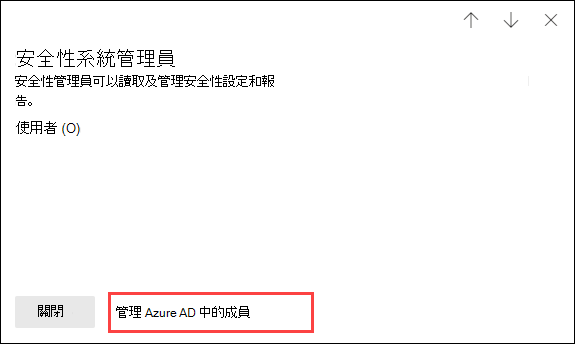 安全性系統管理員
安全性管理員可以讀取及管理安全性設定和報
告。
使用者 (O)
關閉
管理 Azure AD 中的成員